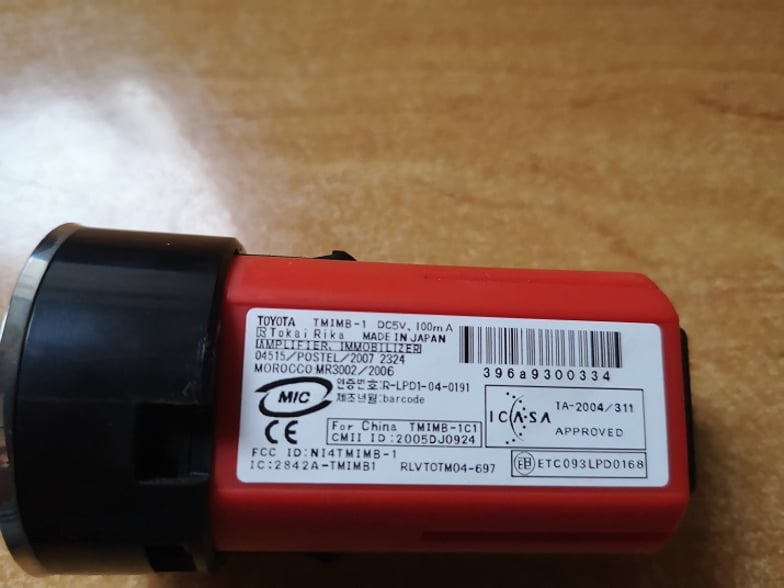 TOYOTA TMIMB-1 DC5V, 100mA
Tokai Rika MADE IN JAPAN
AMPLIFIER, IMMOBILIZER
04515/POSTEL/2007 2324
MOROCCO MR3002/2006
396a9300334
MIC
인증번호:R-LPD1-04-0191
제조년월:barcode
CE
For China TMIMB-1C1
CMII ID:2005DJ0924
ICASA
TA-2004/311
APPROVED
FCC ID:NI4TMIMB-1
IC:2842A-TMIMB1 RLVTOTM04-697
ETC093LPD0168